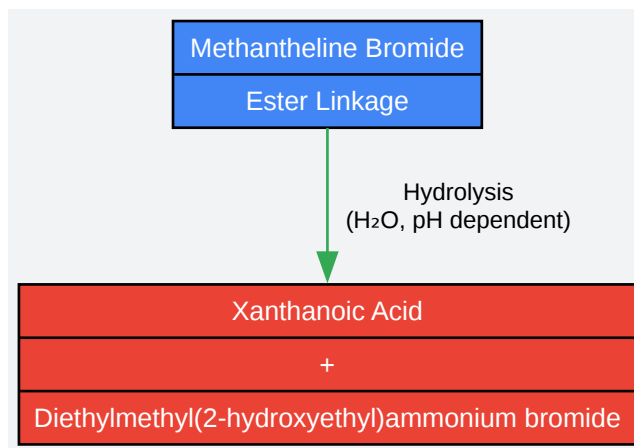 Methantheline Bromide
Ester Linkage
Hydrolysis
(H₂O, pH dependent)
Xanthanoic Acid
+
Diethylmethyl(2-hydroxyethyl)ammonium bromide